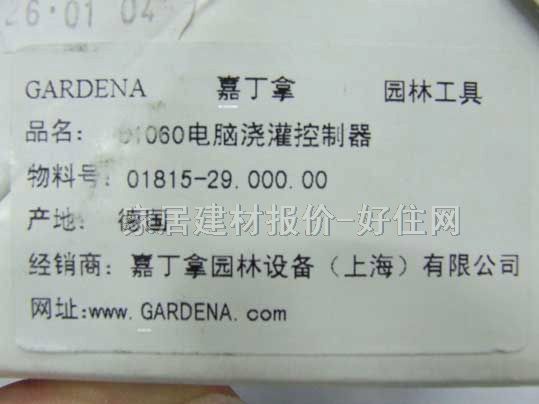 26·01 04
GARDENA 嘉丁拿 园林工具
品名: 01060电脑浇灌控制器
物料号: 01815-29.000.00
产地: 德国
家居建材报价-好住网
经销商: 嘉丁拿园林设备（上海）有限公司
网址:www.GARDENA.com